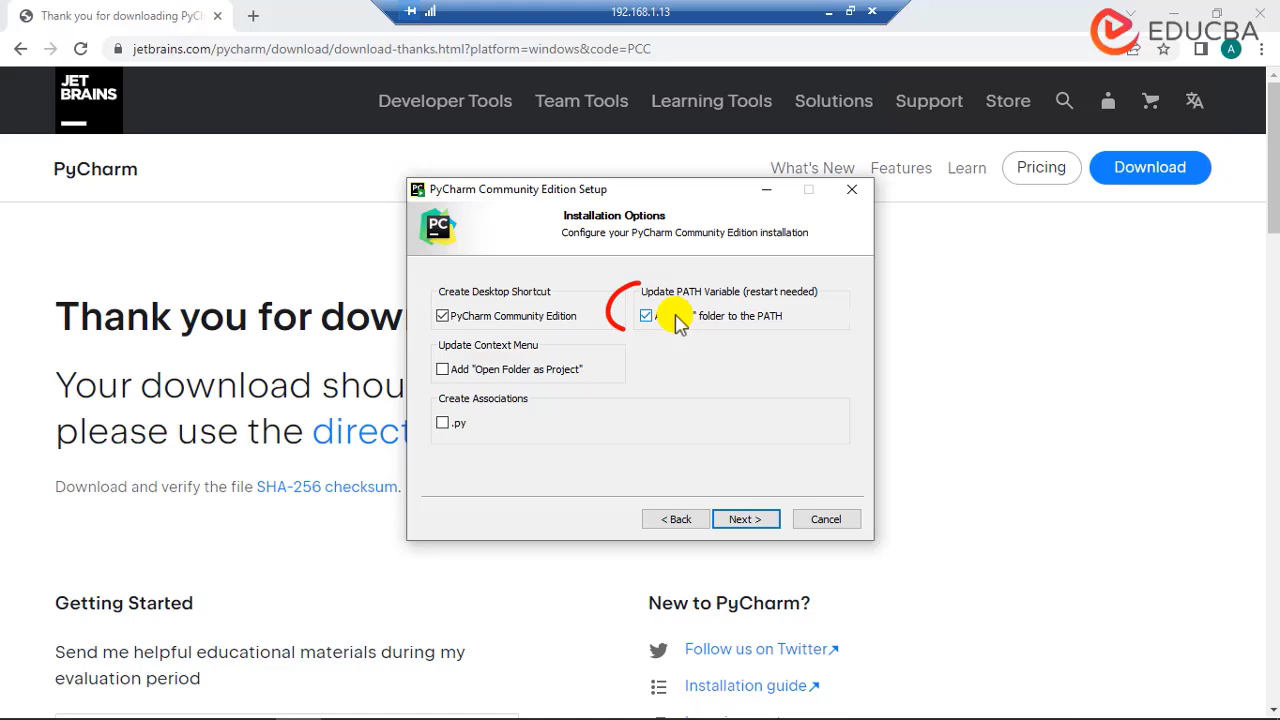 Thank you for downloading PyCh
192.168.1.13
EDUCBA
jetbrains.com/pycharm/download/download-thanks.html?platform=windows&code=PCC
A
JET
BRAINS
Developer Tools
Team Tools
Learning Tools
Solutions
Support
Store
PyCharm
What's New
Features
Learn
Pricing
Download
PyCharm Community Edition Setup
PC
Installation Options
Configure your PyCharm Community Edition installation
Create Desktop Shortcut
PyCharm Community Edition
Update PATH Variable (restart needed)
" folder to the PATH
Update Context Menu
Add "Open Folder as Project"
Create Associations
.py
< Back
Next >
Cancel
Thank you for dow
Your download shou
please use the direct
Download and verify the file SHA-256 checksum.
Getting Started
Send me helpful educational materials during my
evaluation period
New to PyCharm?
Follow us on Twitter↗
Installation guide↗